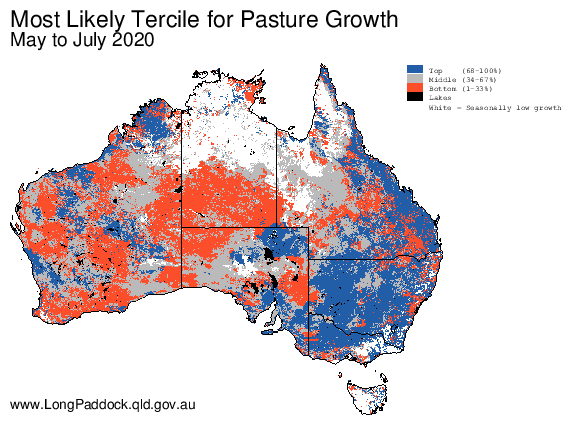 Most Likely Tercile for Pasture Growth
May to July 2020
Top (68-100%)
Middle (34-67%)
Bottom (1-33%)
Lakes
White = Seasonally low growth
www.LongPaddock.qld.gov.au